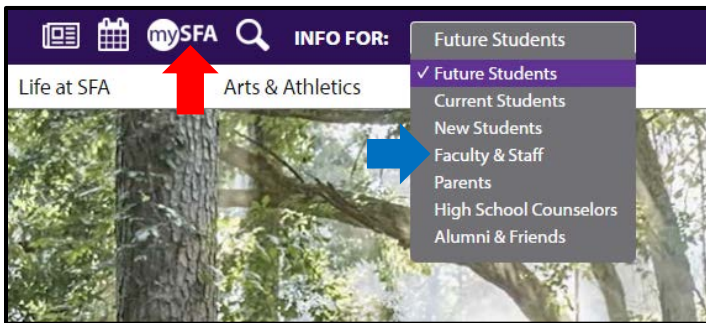 mySFA INFO FOR: Future Students
✓ Future Students
Life at SFA Arts & Athletics
Current Students
New Students
Faculty & Staff
Parents
High School Counselors
Alumni & Friends